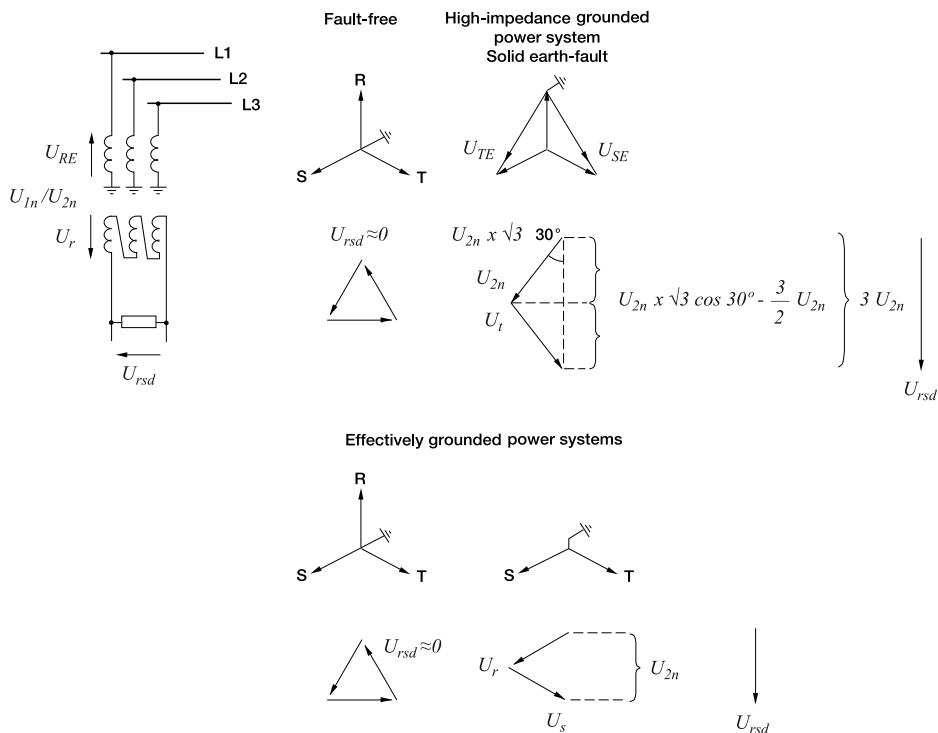 Fault-free
High-impedance grounded
power system
Solid earth-fault
L1
L2
L3
R
S
T
U_RE
U_1n/U_2n
U_r
U_rsd
U_TE
U_SE
U_rsd≈0
U_2n x √3 30°
U_2n
U_t
U_2n x √3 cos 30º - 3/2 U_2n
3 U_2n
U_rsd
Effectively grounded power systems
R
S
T
S
T
U_rsd≈0
U_r
U_s
U_2n
U_rsd